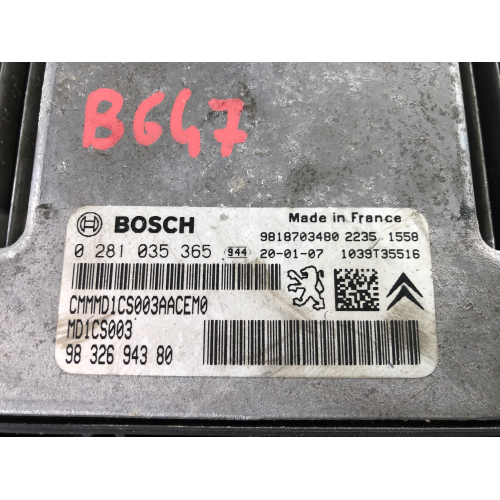 B647
BOSCH
Made in France
0 281 035 365 944
9818703480 2235 1558
20-01-07 1039T35516
CMMMD1CS003AACEM0
MD1CS003
98 326 943 80